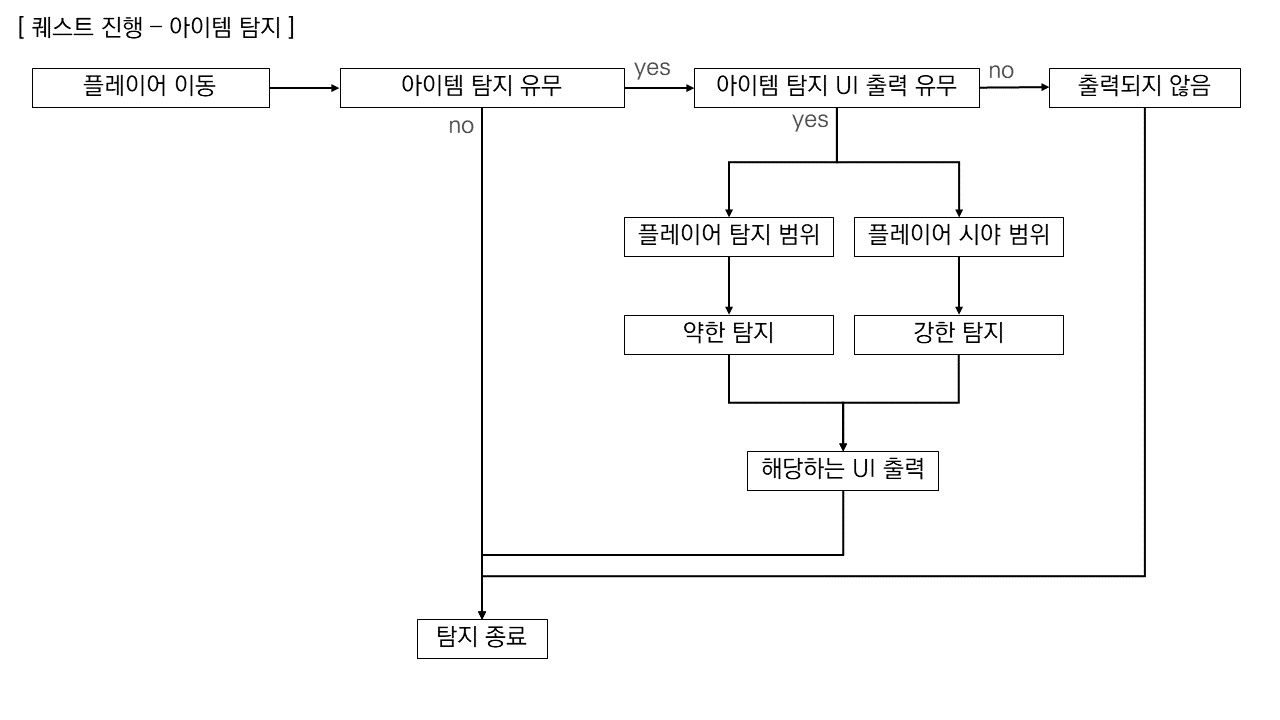 [ 퀘스트 진행 – 아이템 탐지 ]
플레이어 이동
아이템 탐지 유무
yes
아이템 탐지 UI 출력 유무
no
출력되지 않음
no
yes
플레이어 탐지 범위
플레이어 시야 범위
약한 탐지
강한 탐지
해당하는 UI 출력
탐지 종료